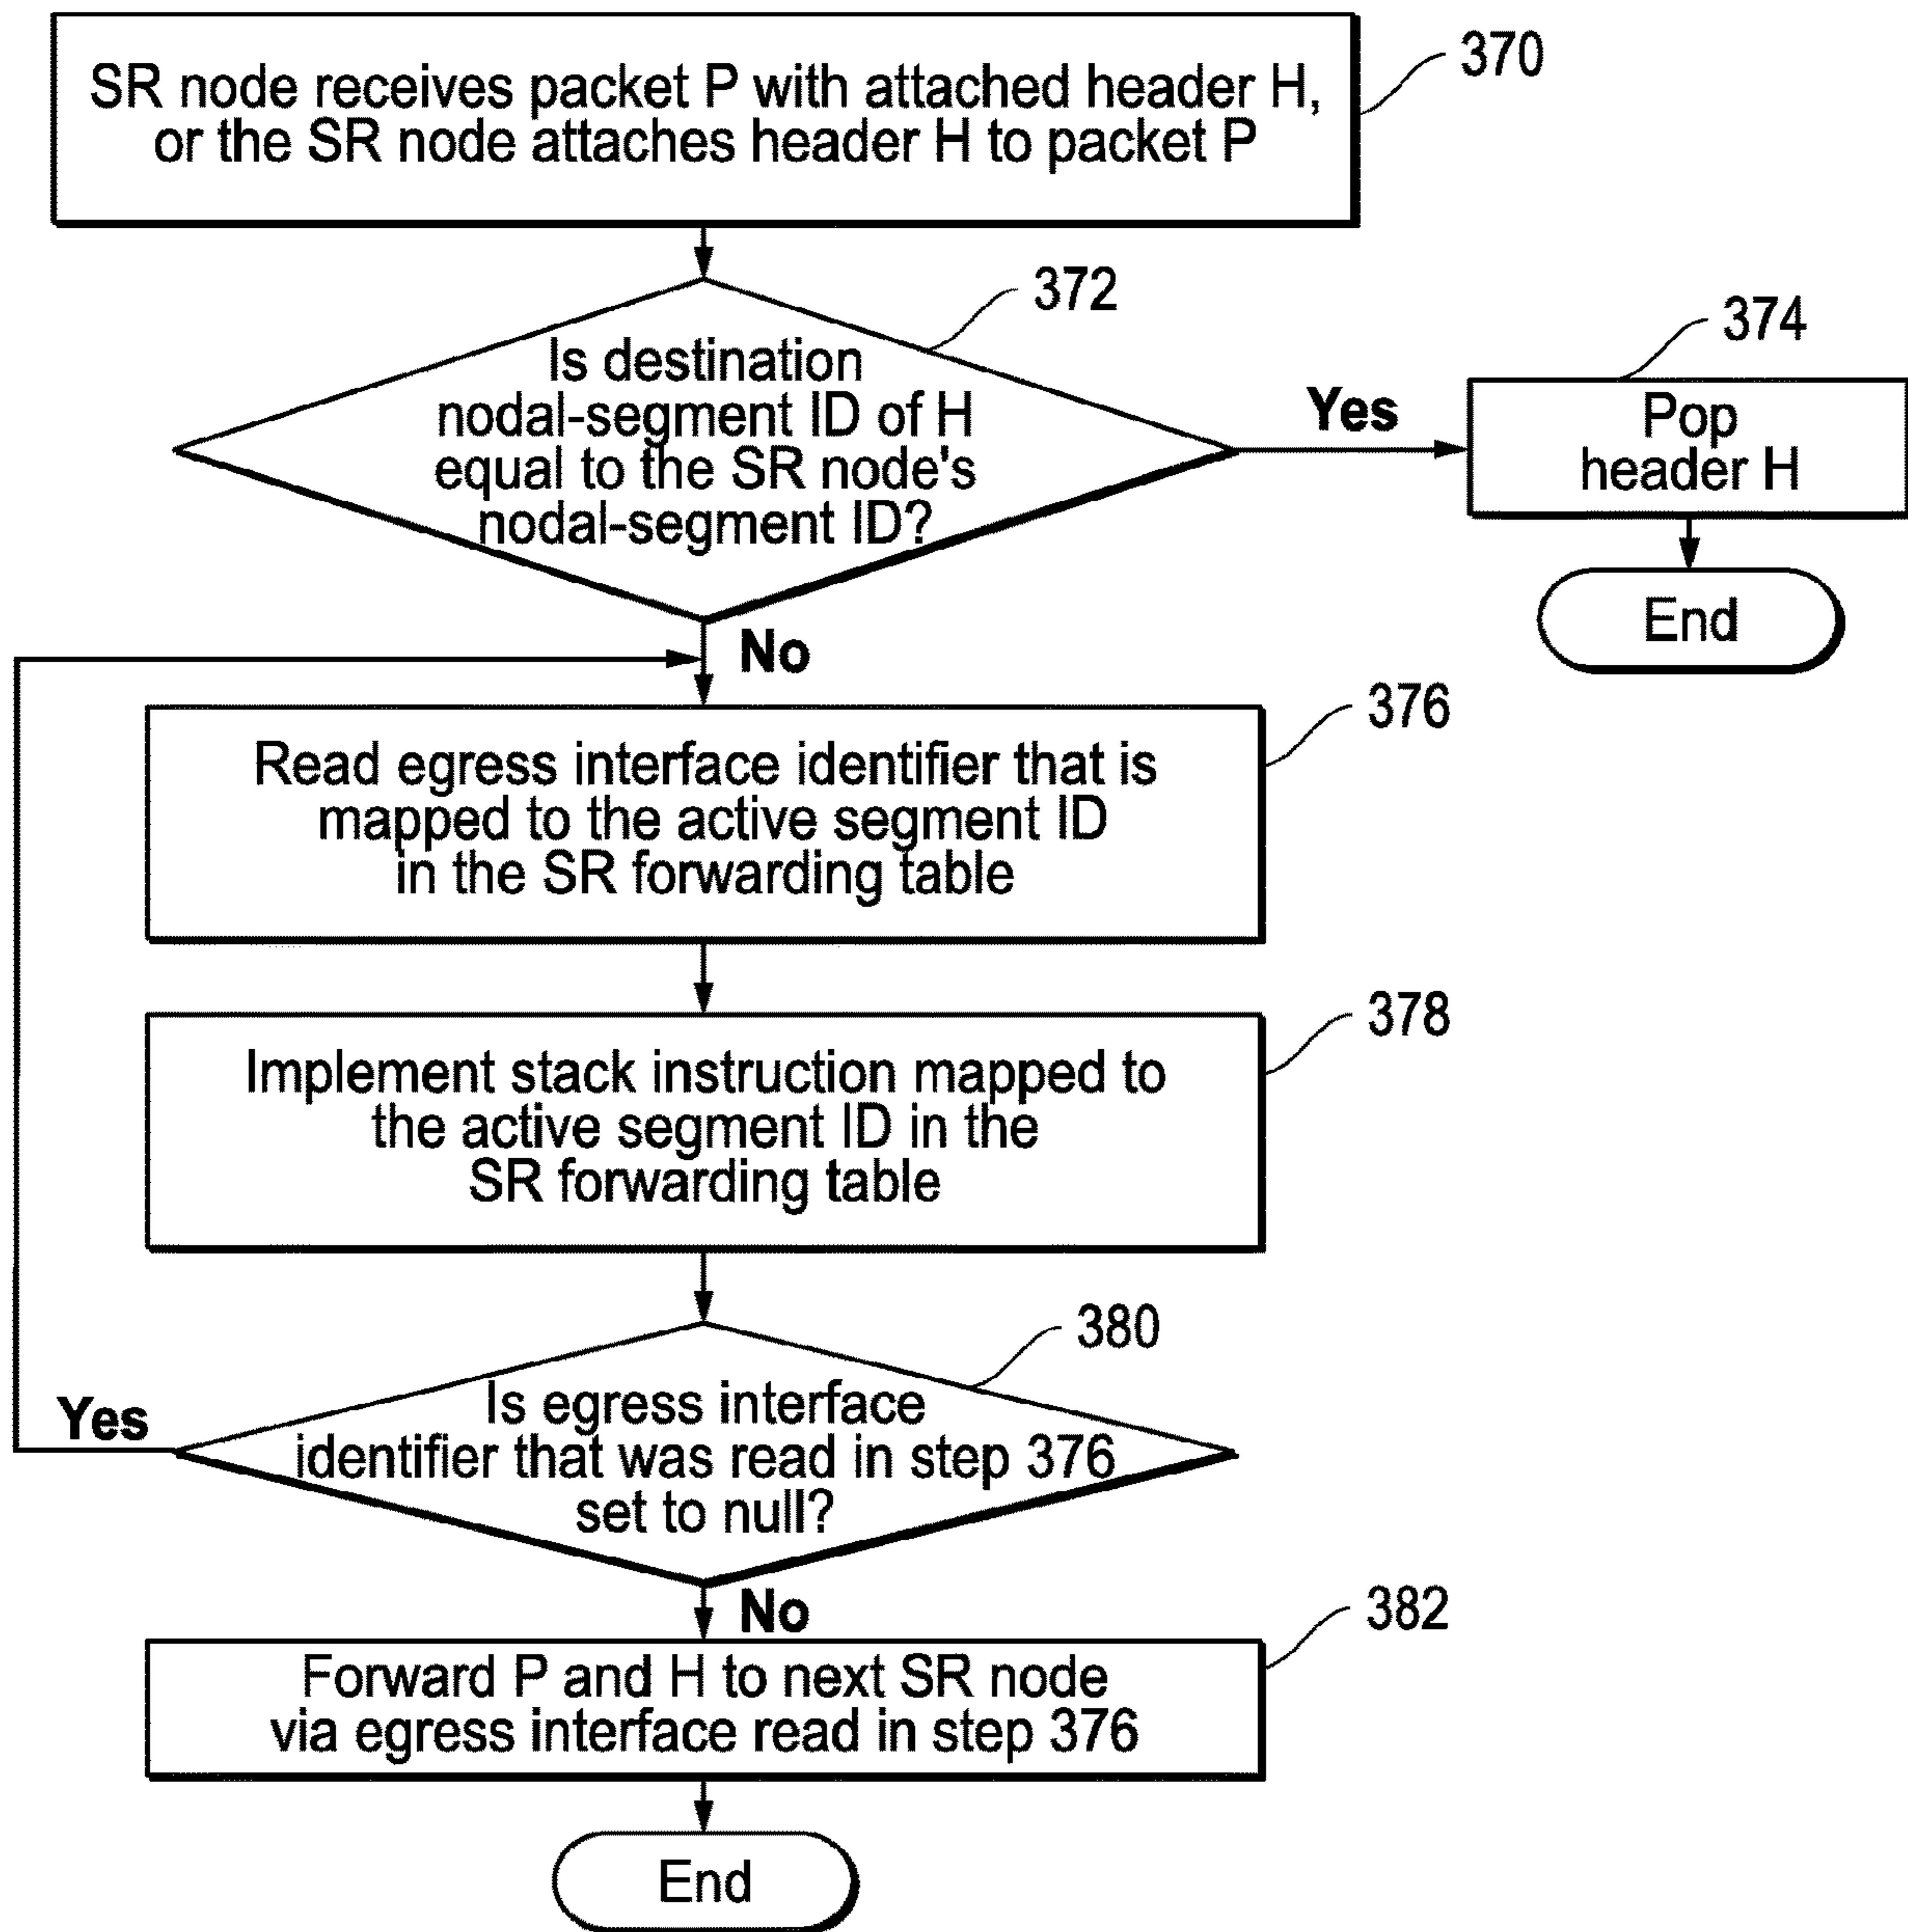 SR node receives packet P with attached header H,
or the SR node attaches header H to packet P
370
372
Is destination
nodal-segment ID of H
equal to the SR node's
nodal-segment ID?
Yes
374
Pop
header H
End
No
376
Read egress interface identifier that is
mapped to the active segment ID
in the SR forwarding table
378
Implement stack instruction mapped to
the active segment ID in the
SR forwarding table
380
Is egress interface
identifier that was read in step 376
set to null?
Yes
No
382
Forward P and H to next SR node
via egress interface read in step 376
End